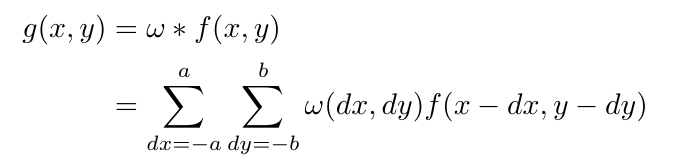 g(x, y) = ω ∗ f(x, y)
= \sum_{dx=-a}^{a} \sum_{dy=-b}^{b} ω(dx, dy)f(x − dx, y − dy)